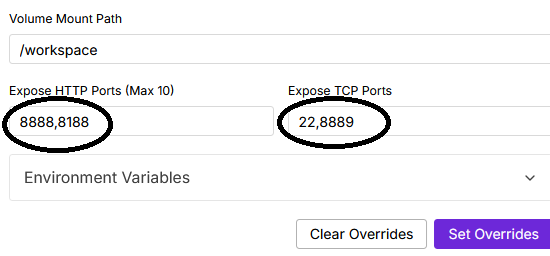 Volume Mount Path
/workspace
Expose HTTP Ports (Max 10)
Expose TCP Ports
8888,8188
22,8889
Environment Variables
Clear Overrides
Set Overrides